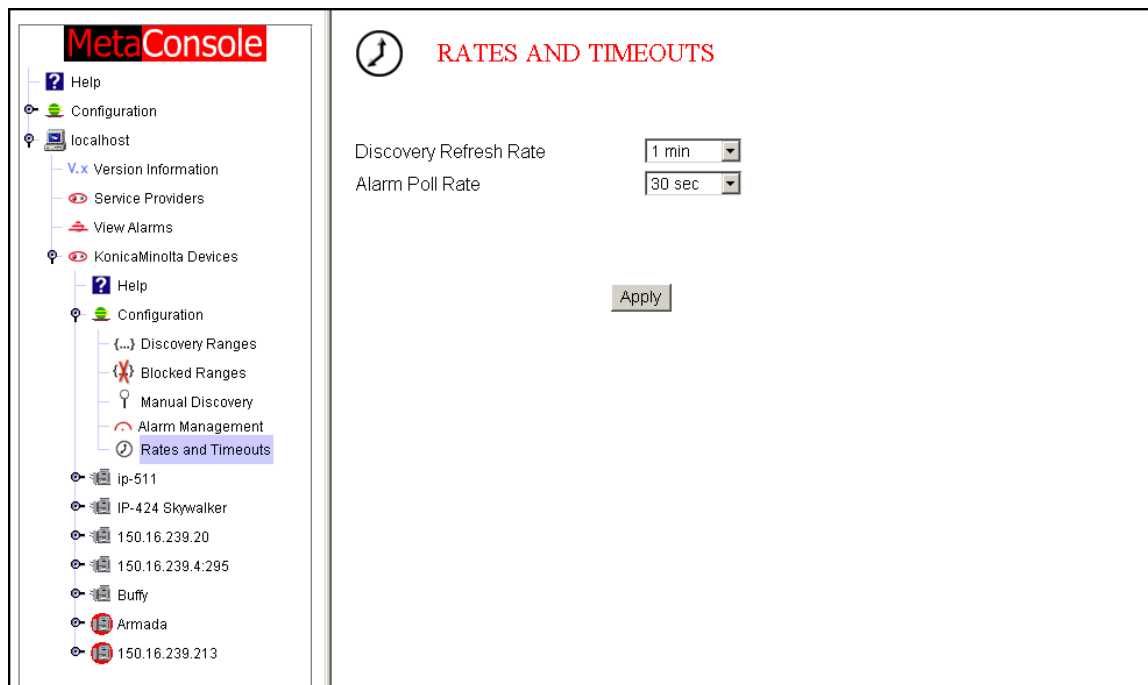 MetaConsole
? Help
Configuration
localhost
V.x Version Information
Service Providers
View Alarms
KonicaMinolta Devices
? Help
Configuration
{...} Discovery Ranges
Blocked Ranges
Manual Discovery
Alarm Management
Rates and Timeouts
ip-511
IP-424 Skywalker
150.16.239.20
150.16.239.4:295
Buffy
Armada
150.16.239.213
RATES AND TIMEOUTS
Discovery Refresh Rate 1 min
Alarm Poll Rate 30 sec
Apply